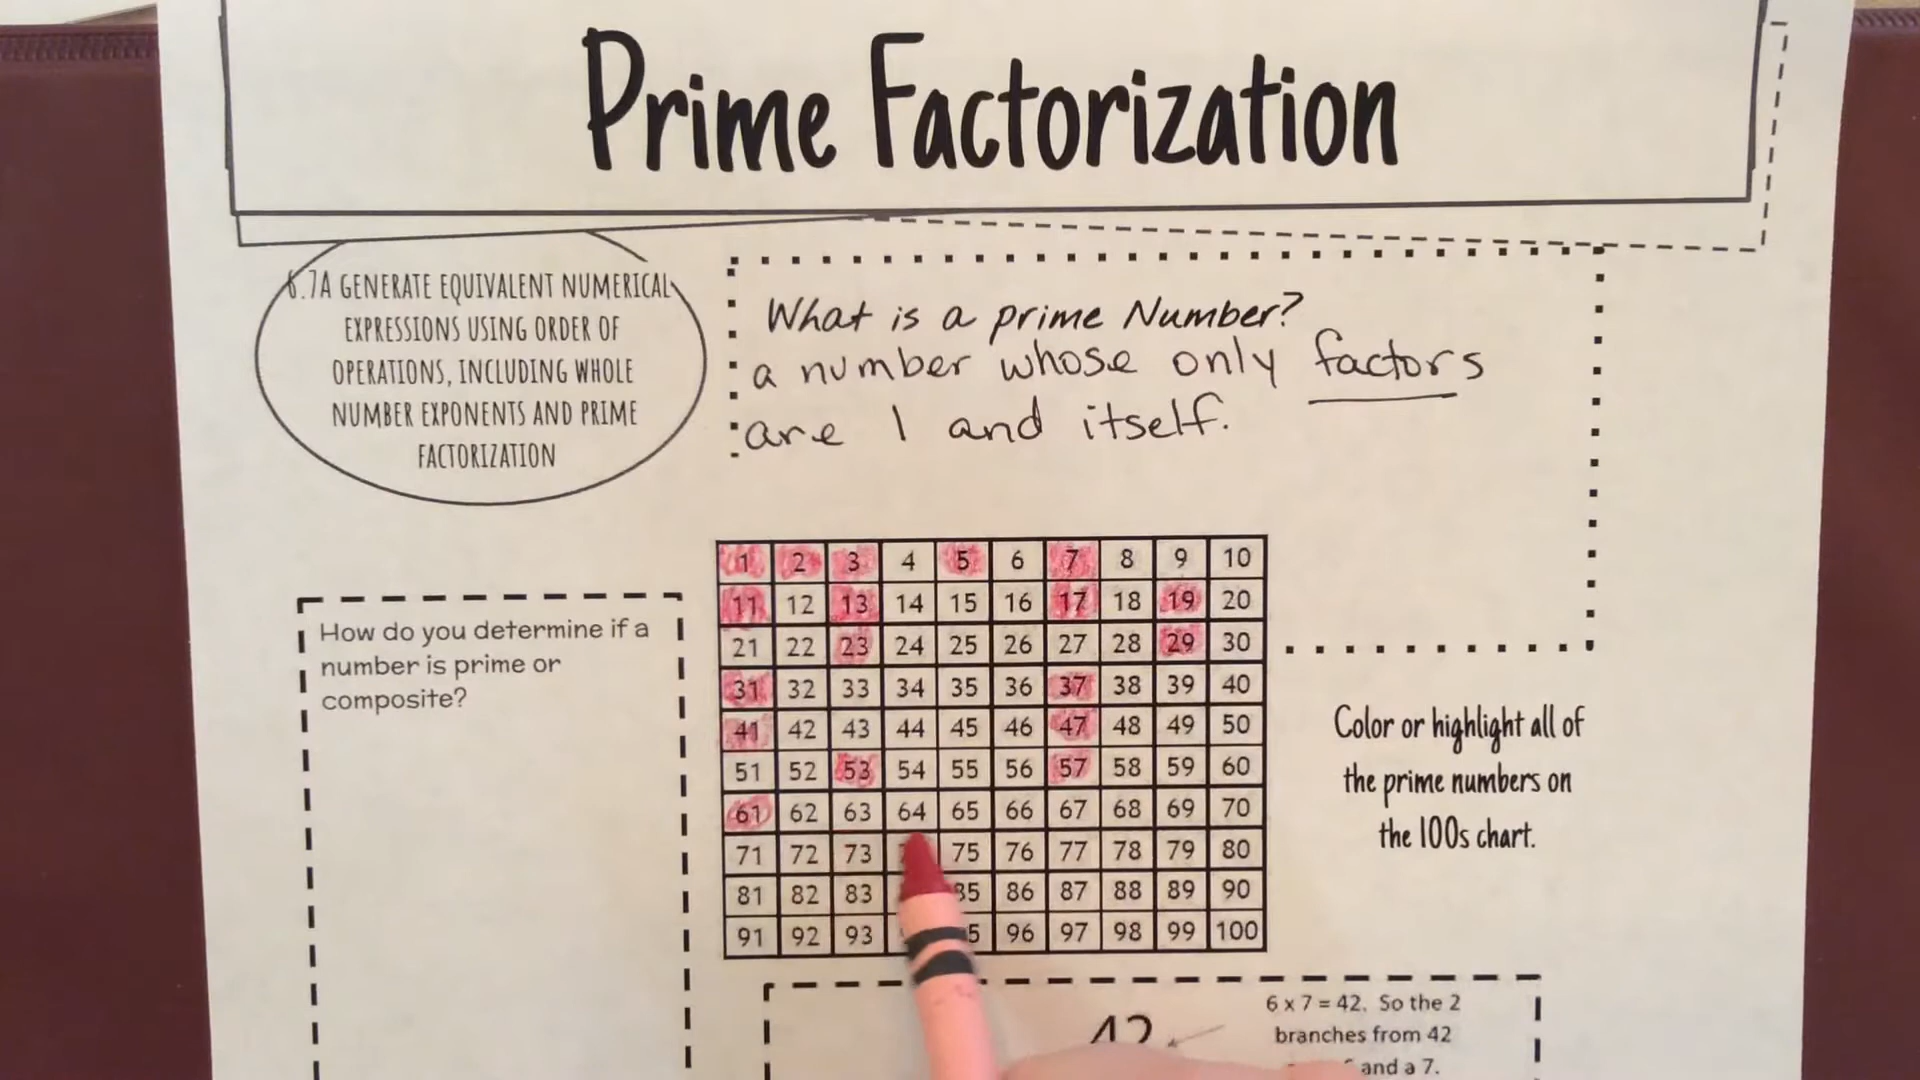 Prime Factorization
6.7A GENERATE EQUIVALENT NUMERICAL
EXPRESSIONS USING ORDER OF
OPERATIONS, INCLUDING WHOLE
NUMBER EXPONENTS AND PRIME
FACTORIZATION
What is a prime Number?
a number whose only factors
are 1 and itself.
How do you determine if a
number is prime or
composite?
1 2 3 4 5 6 7 8 9 10
11 12 13 14 15 16 17 18 19 20
21 22 23 24 25 26 27 28 29 30
31 32 33 34 35 36 37 38 39 40
41 42 43 44 45 46 47 48 49 50
51 52 53 54 55 56 57 58 59 60
61 62 63 64 65 66 67 68 69 70
71 72 73 75 76 77 78 79 80
81 82 83 85 86 87 88 89 90
91 92 93 96 97 98 99 100
Color or highlight all of
the prime numbers on
the 100s chart.
42
6 x 7 = 42. So the 2
branches from 42
and a 7.